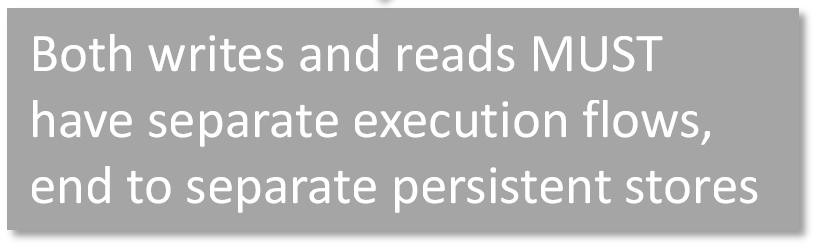 Both writes and reads MUST
have separate execution flows,
end to separate persistent stores